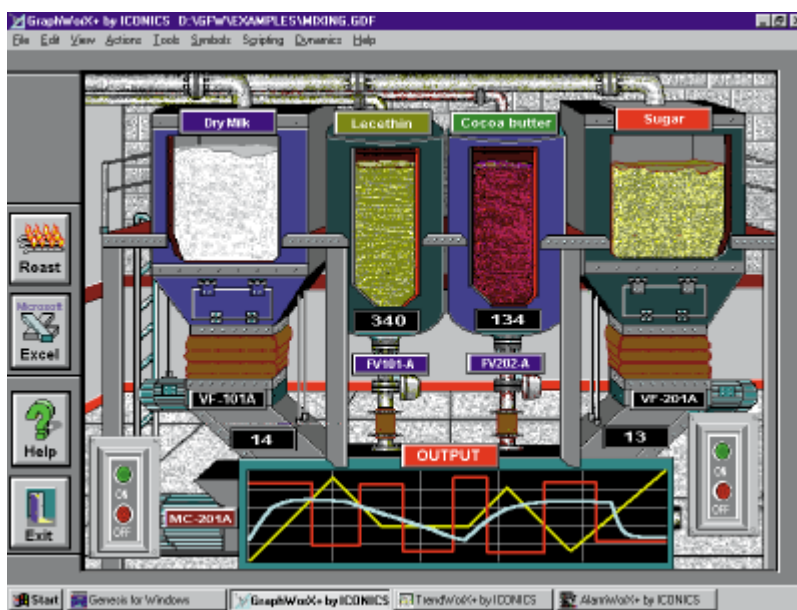 GraphWorX+ by ICONICS D:\GFW\EXAMPLES\MIXING.GDF
File Edit View Actions Tools Symbols Scripting Dynamics Help
Dry Milk
Lecethin
Cocoa butter
Sugar
Roast
Microsoft
Excel
Help
Exit
340
134
FV101-A
FV202-A
VF-101A
VF-201A
14
13
OUTPUT
ON
OFF
ON
OFF
MC-201A
Start
Genesis for Windows
GraphWorX+ by ICONICS
TrendWorX+ by ICONICS
AlarmWorX+ by ICONICS